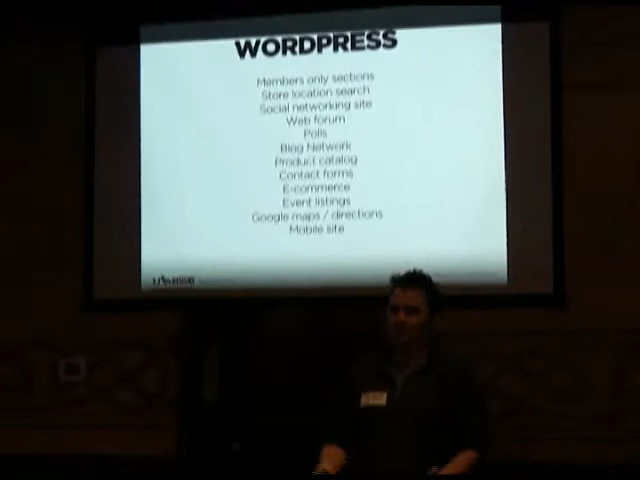 WORDPRESS
Members only sections
Store location search
Social networking site
Web forum
Polls
Blog Network
Product catalog
Contact forms
E-commerce
Event listings
Google maps / directions
Mobile site